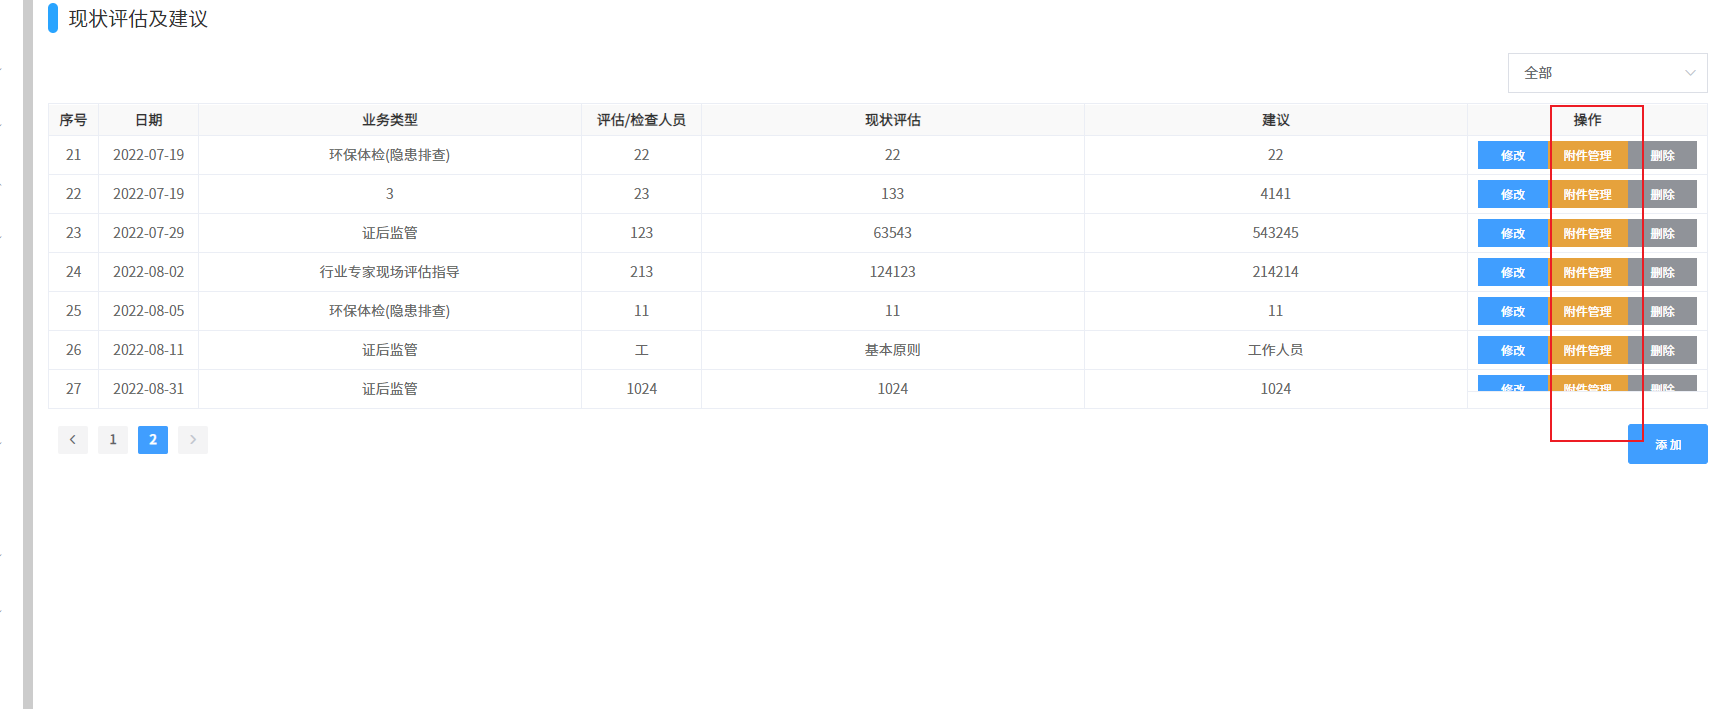 现状评估及建议
全部
序号 日期 业务类型 评估/检查人员 现状评估 建议 操作
21 2022-07-19 环保体检(隐患排查) 22 22 22 修改 附件管理 删除
22 2022-07-19 3 23 133 4141 修改 附件管理 删除
23 2022-07-29 证后监管 123 63543 543245 修改 附件管理 删除
24 2022-08-02 行业专家现场评估指导 213 124123 214214 修改 附件管理 删除
25 2022-08-05 环保体检(隐患排查) 11 11 11 修改 附件管理 删除
26 2022-08-11 证后监管 工 基本原则 工作人员 修改 附件管理 删除
27 2022-08-31 证后监管 1024 1024 1024 修改 附件管理 删除
1 2
添加